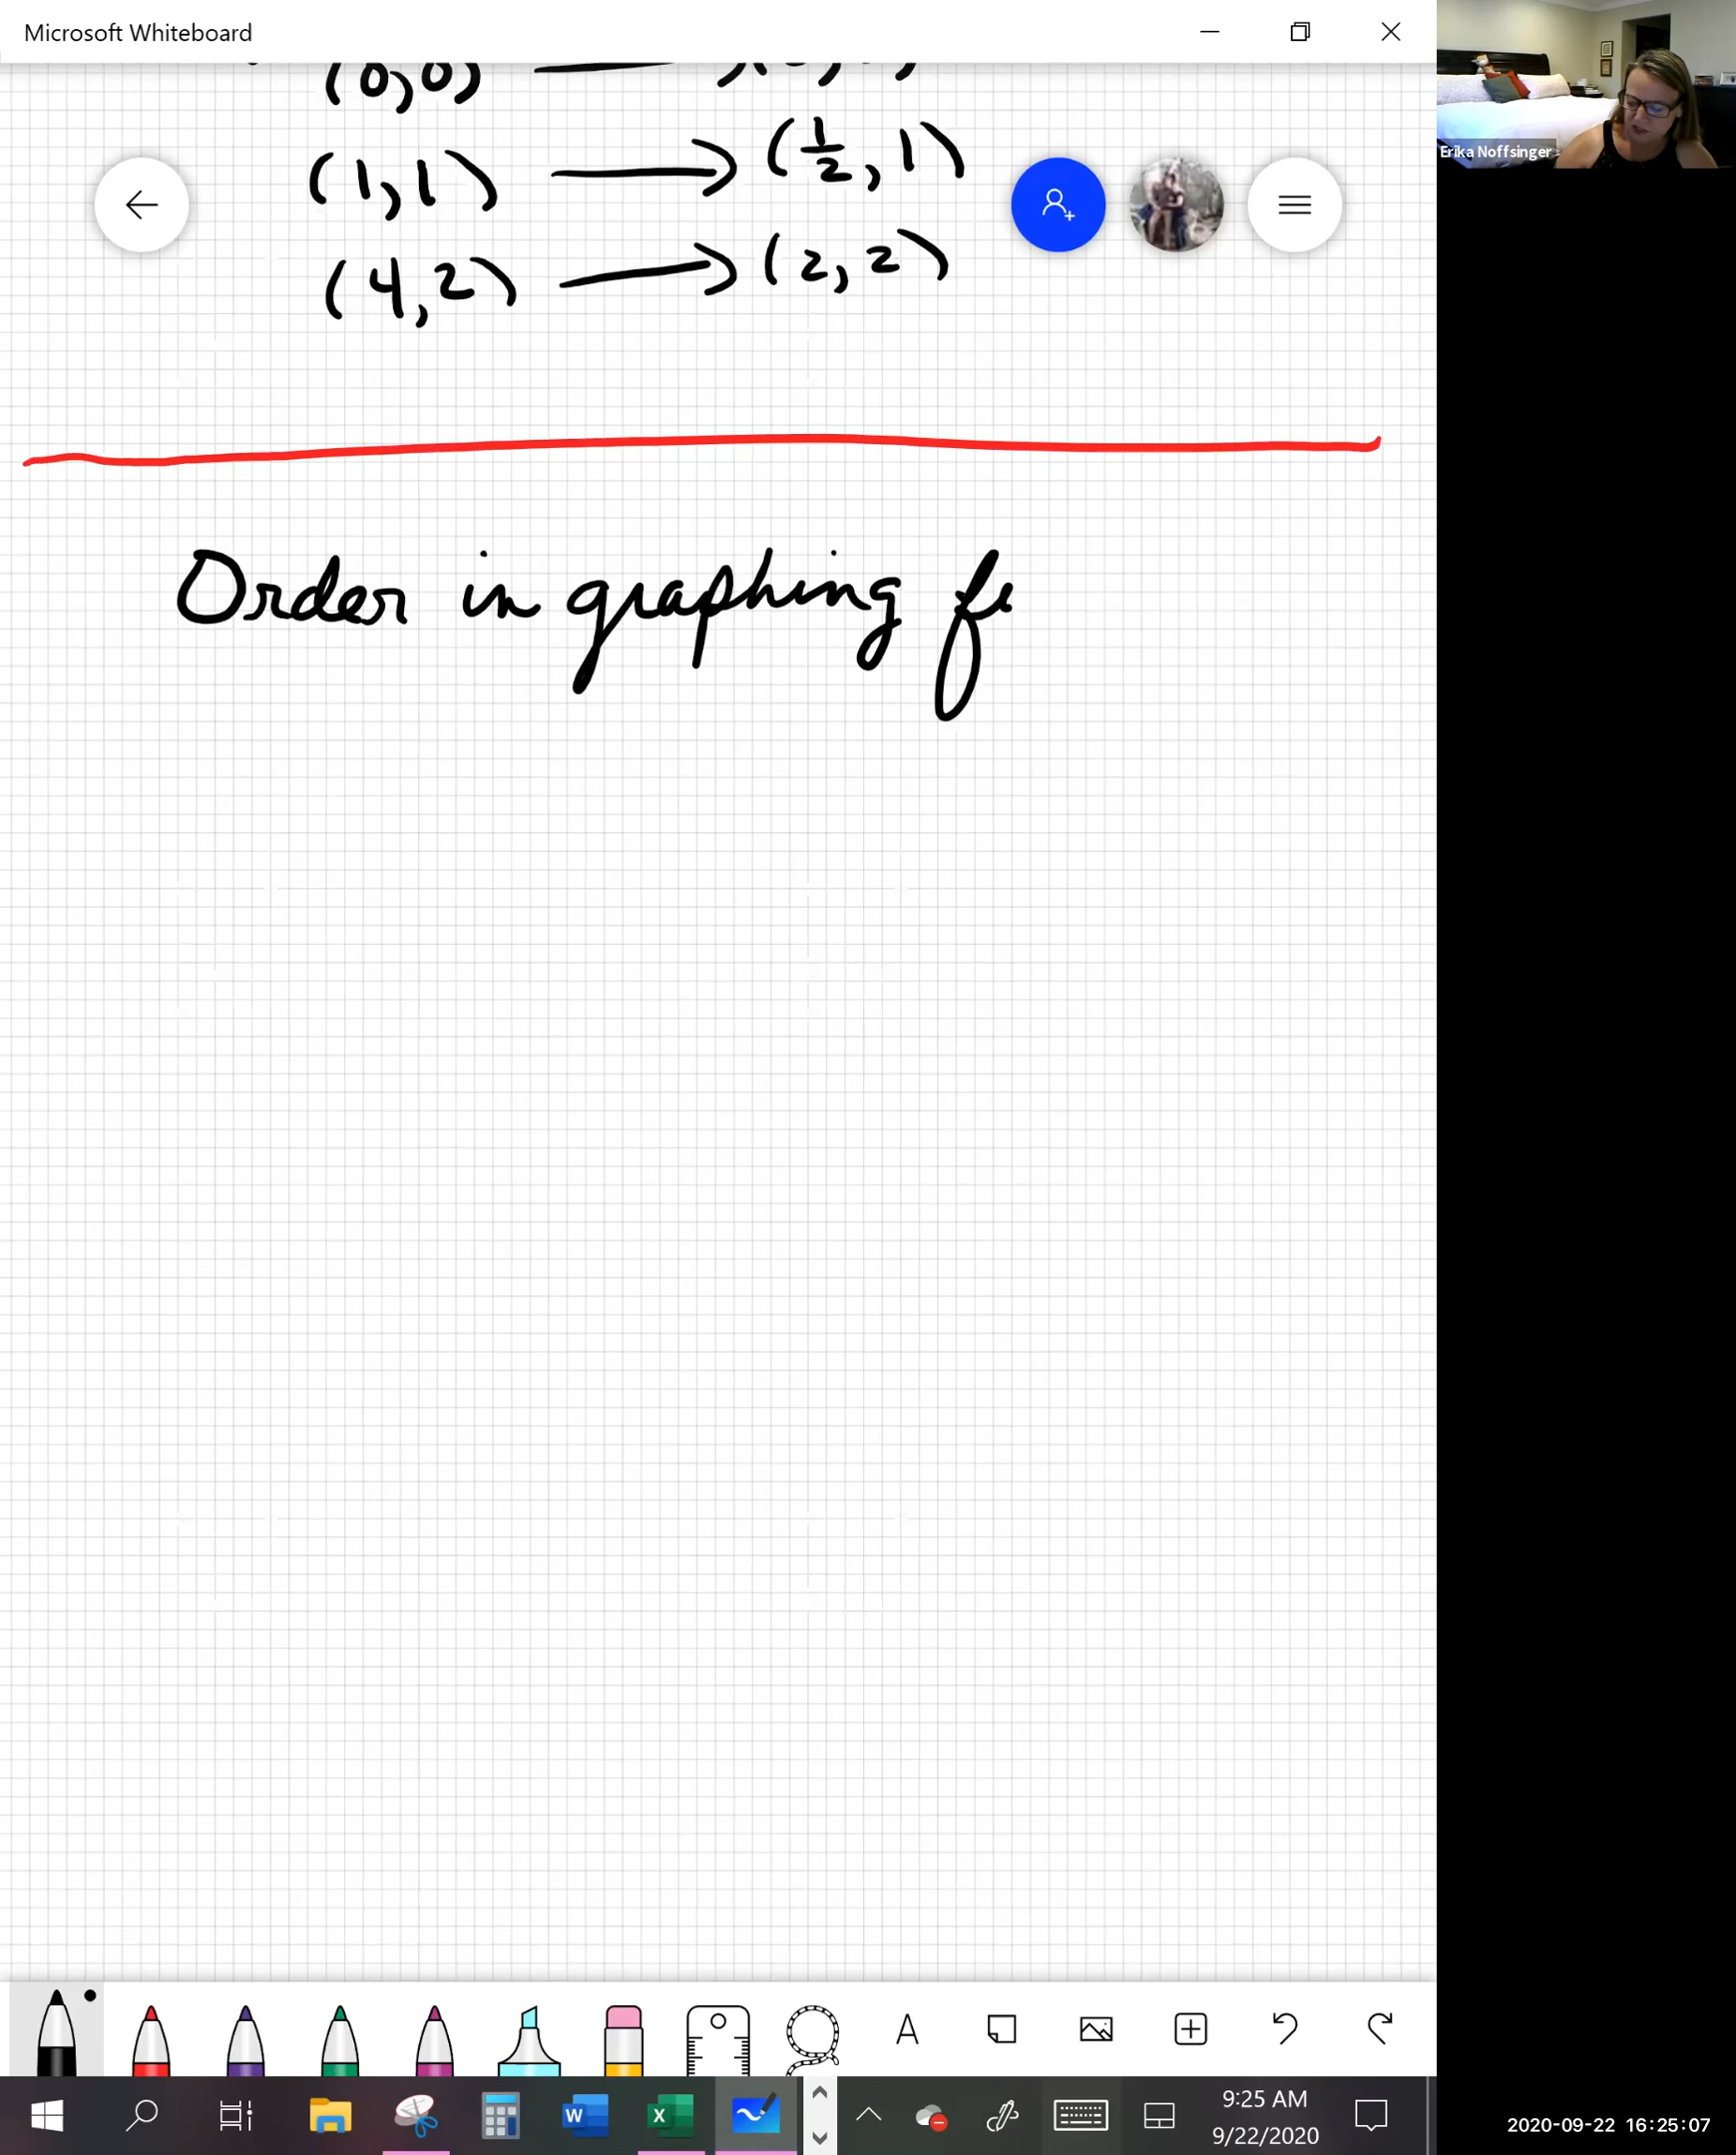 Microsoft Whiteboard
(0,0)
(1,1) → (1/2, 1)
Erika Noffsinger
(4,2) → (2,2)
Order in graphing
A
W
X
9:25 AM
9/22/2020
2020-09-22 16:25:07